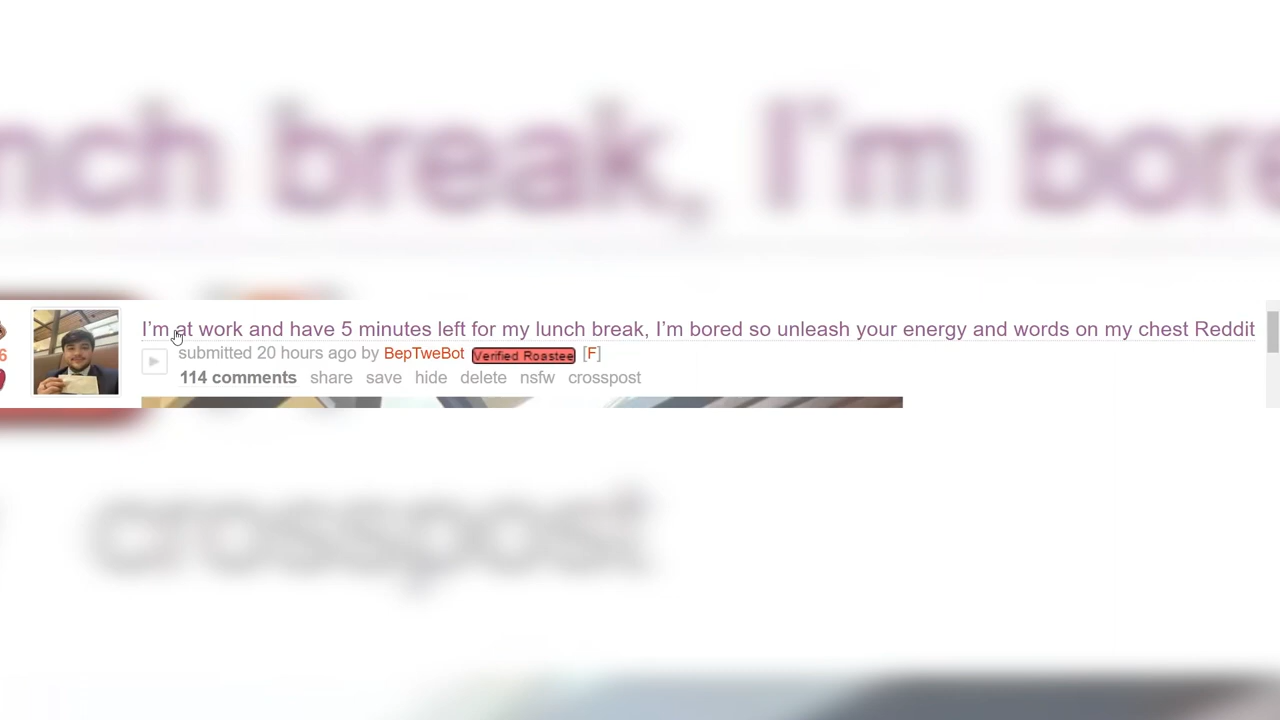 nch break, I'm bore
I'm at work and have 5 minutes left for my lunch break, I'm bored so unleash your energy and words on my chest Reddit
6
submitted 20 hours ago by BepTweBot Verified Roastee [F]
114 comments share save hide delete nsfw crosspost
crosspost